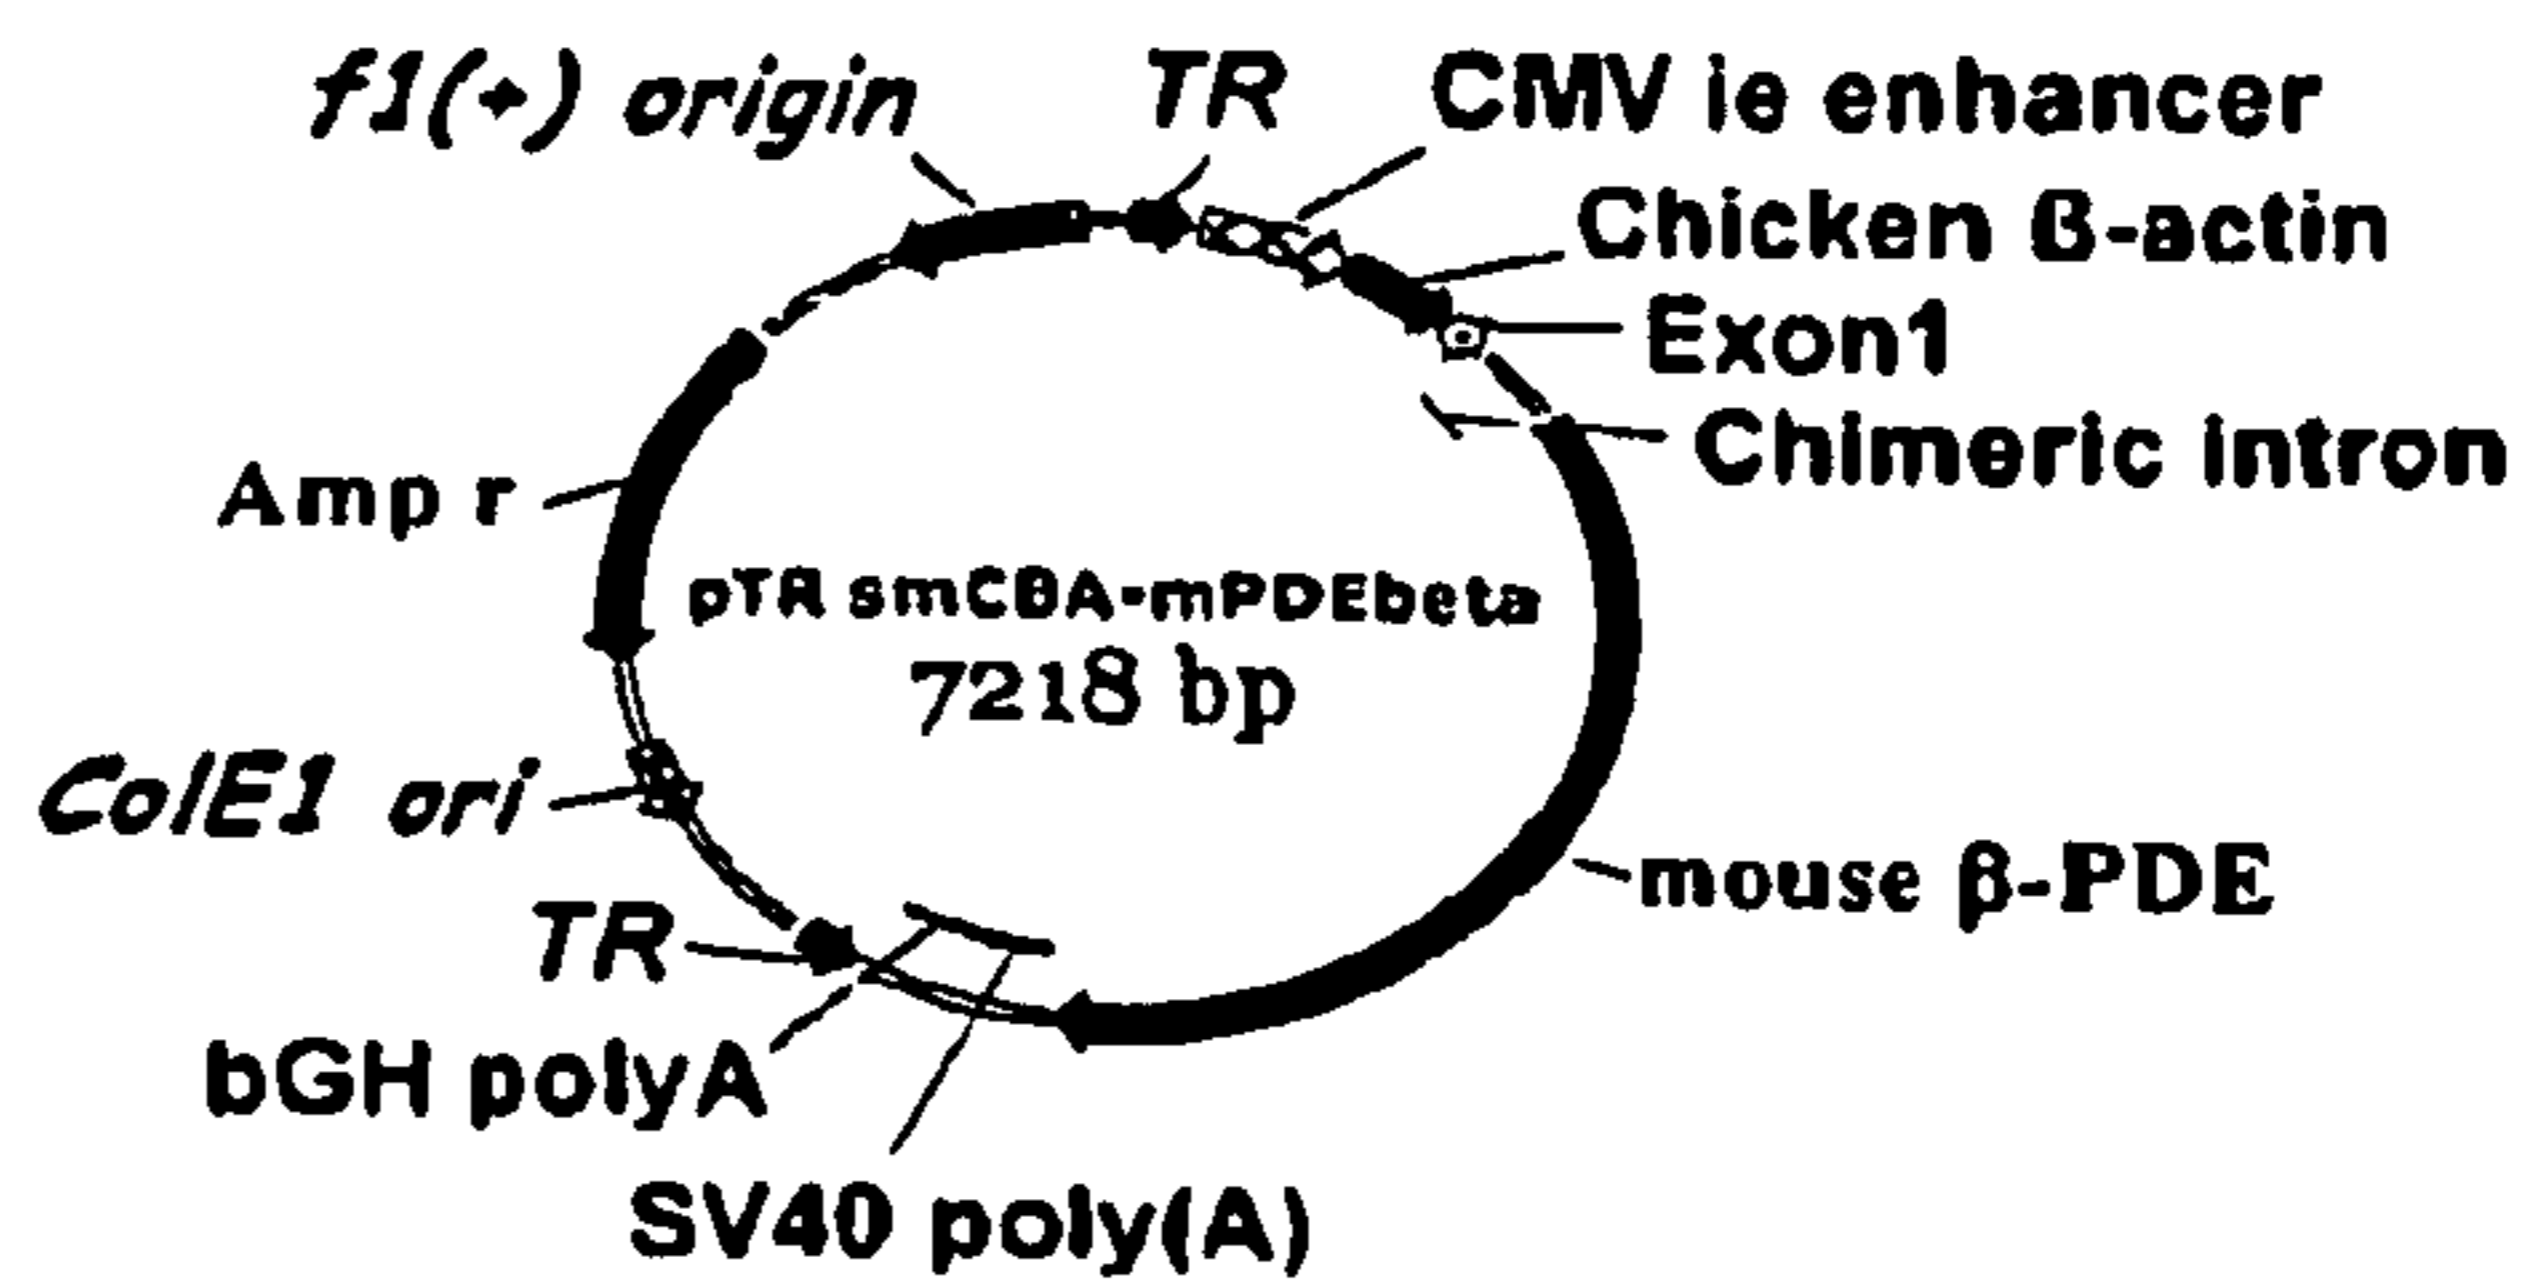 f1(+) origin
TR
CMV ie enhancer
Chicken ß-actin
Exon1
Chimeric intron
Amp r
pTR smCBA-mPDEbeta
7218 bp
ColE1 ori
mouse β-PDE
TR
bGH polyA
SV40 poly(A)